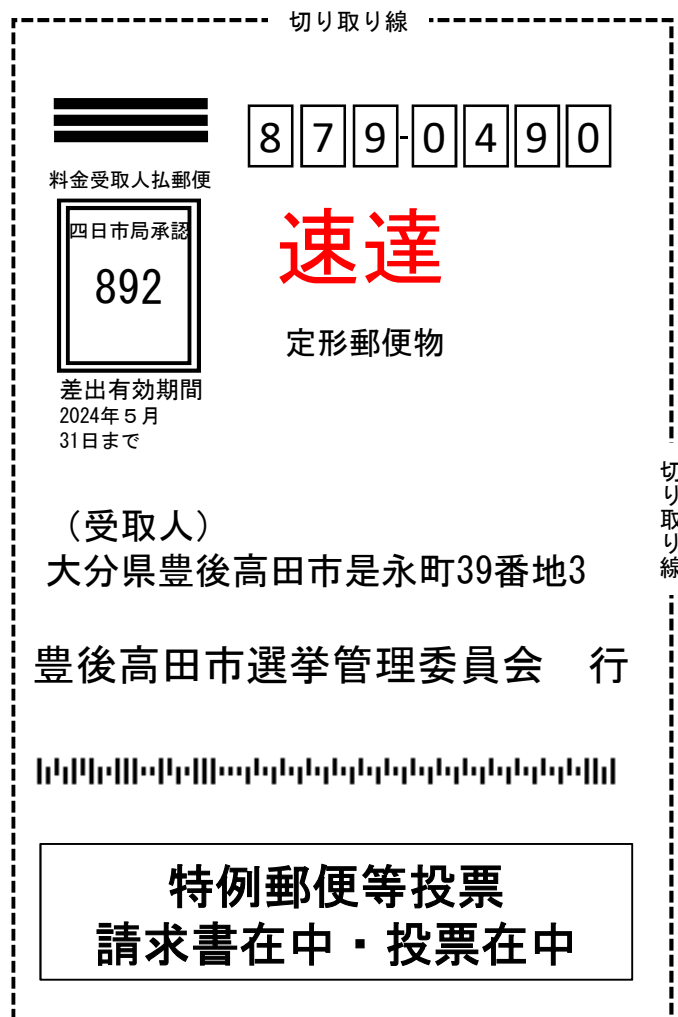 切り取り線
879-0490
料金受取人払郵便
四日市局承認
892
速達
定形郵便物
差出有効期間
2024年５月
31日まで
切り取り線
（受取人）
大分県豊後高田市是永町39番地3
豊後高田市選挙管理委員会　行
特例郵便等投票
請求書在中・投票在中